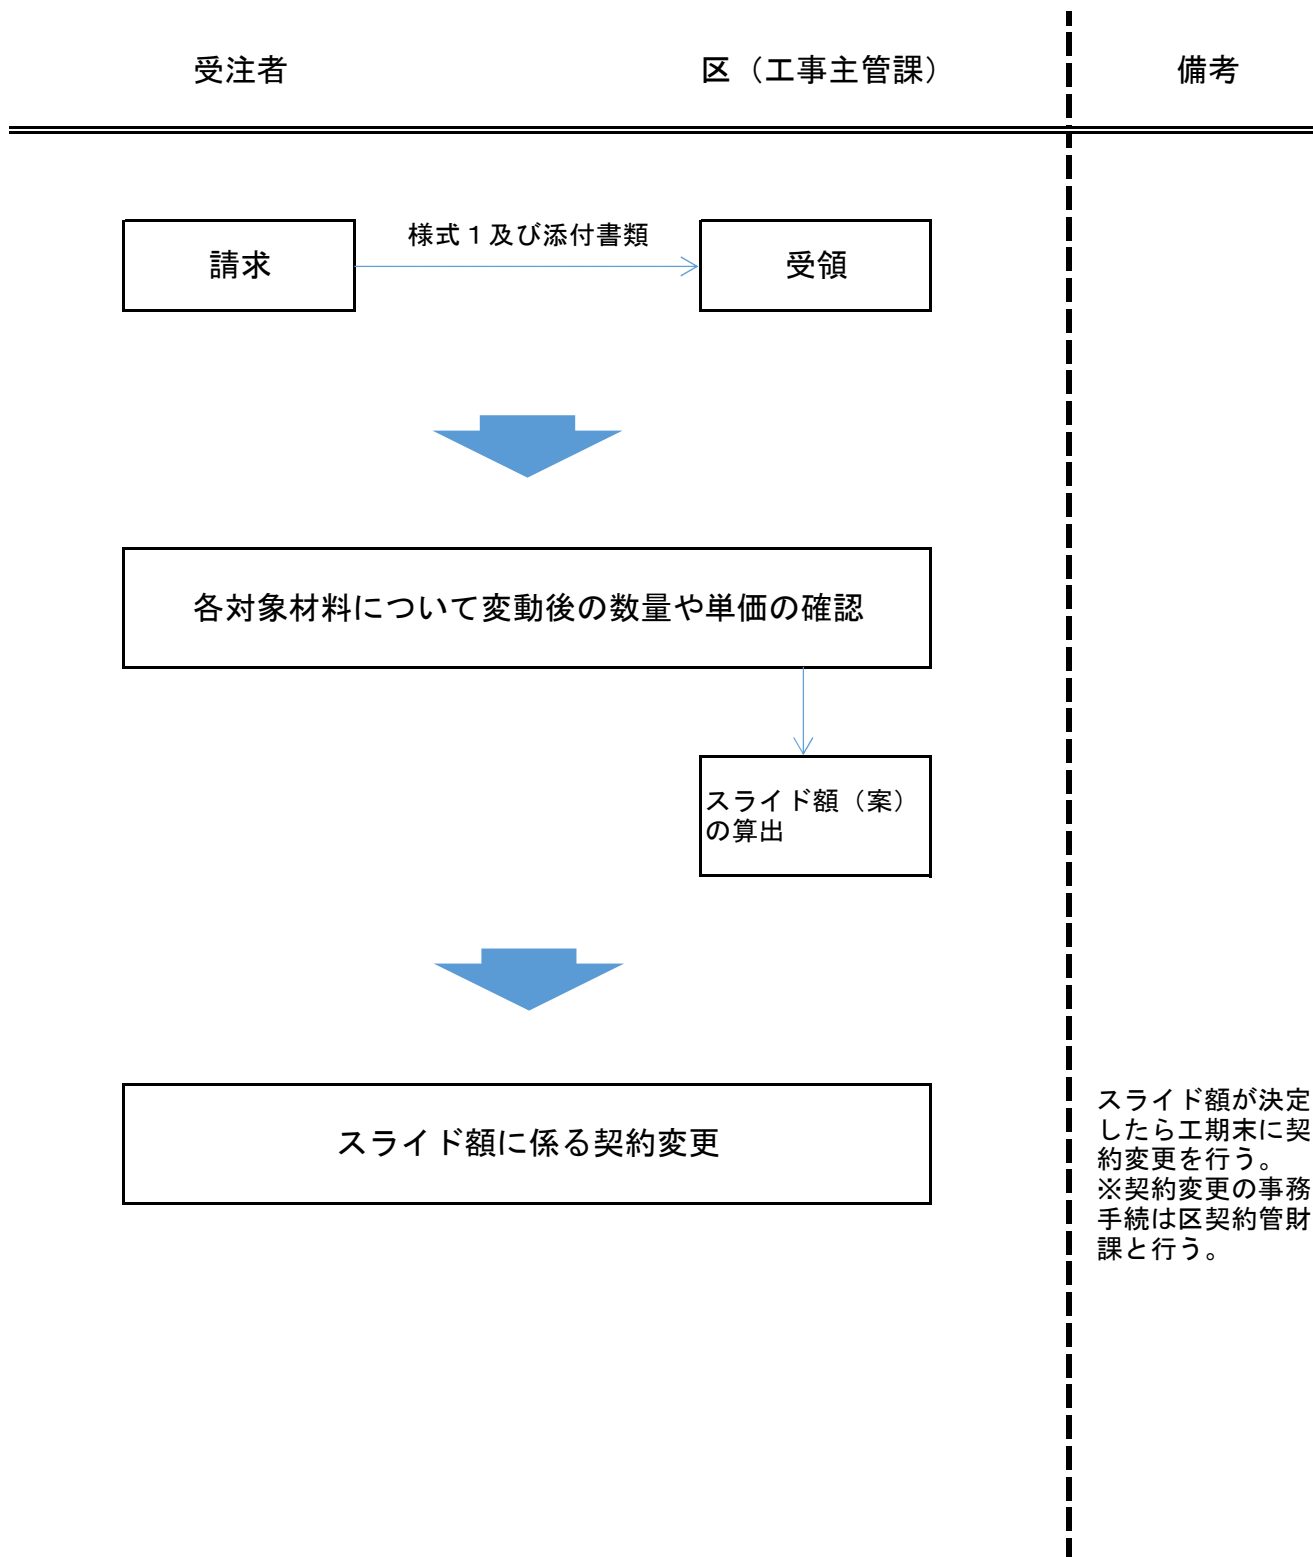 受注者
区（工事主管課）
備考
請求
様式１及び添付書類
受領
各対象材料について変動後の数量や単価の確認
スライド額（案）
の算出
スライド額に係る契約変更
スライド額が決定
したら工期末に契
約変更を行う。
※契約変更の事務
手続は区契約管財
課と行う。